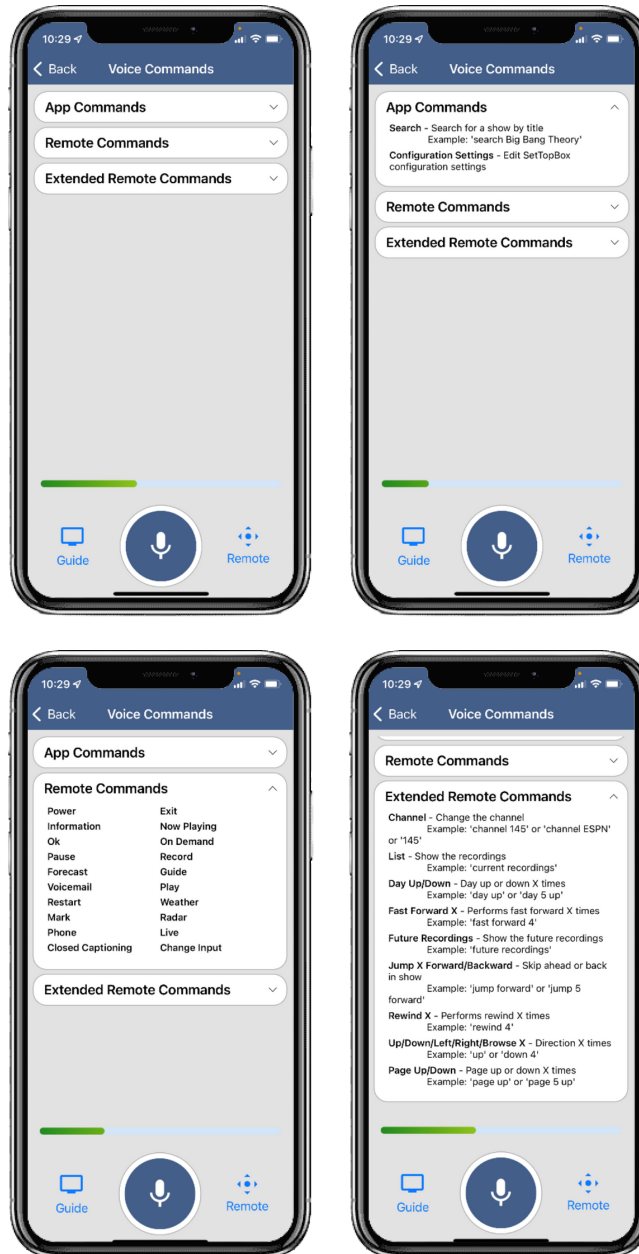 10:29
Back Voice Commands
App Commands
Remote Commands
Extended Remote Commands
Guide
Remote
10:29
Back Voice Commands
App Commands
Search - Search for a show by title
Example: 'search Big Bang Theory'
Configuration Settings - Edit SetTopBox
configuration settings
Remote Commands
Extended Remote Commands
Guide
Remote
10:29
Back Voice Commands
App Commands
Remote Commands
Power Exit
Information Now Playing
Ok On Demand
Pause Record
Forecast Guide
Voicemail Play
Restart Weather
Mark Radar
Phone Live
Closed Captioning Change Input
Extended Remote Commands
Guide
Remote
10:29
Back Voice Commands
Remote Commands
Extended Remote Commands
Channel - Change the channel
Example: 'channel 145' or 'channel ESPN'
or '145'
List - Show the recordings
Example: 'current recordings'
Day Up/Down - Day up or down X times
Example: 'day up' or 'day 5 up'
Fast Forward X - Performs fast forward X times
Example: 'fast forward 4'
Future Recordings - Show the future recordings
Example: 'future recordings'
Jump X Forward/Backward - Skip ahead or back
in show
Example: 'jump forward' or 'jump 5
forward'
Rewind X - Performs rewind X times
Example: 'rewind 4'
Up/Down/Left/Right/Browse X - Direction X times
Example: 'up' or 'down 4'
Page Up/Down - Page up or down X times
Example: 'page up' or 'page 5 up'
Guide
Remote